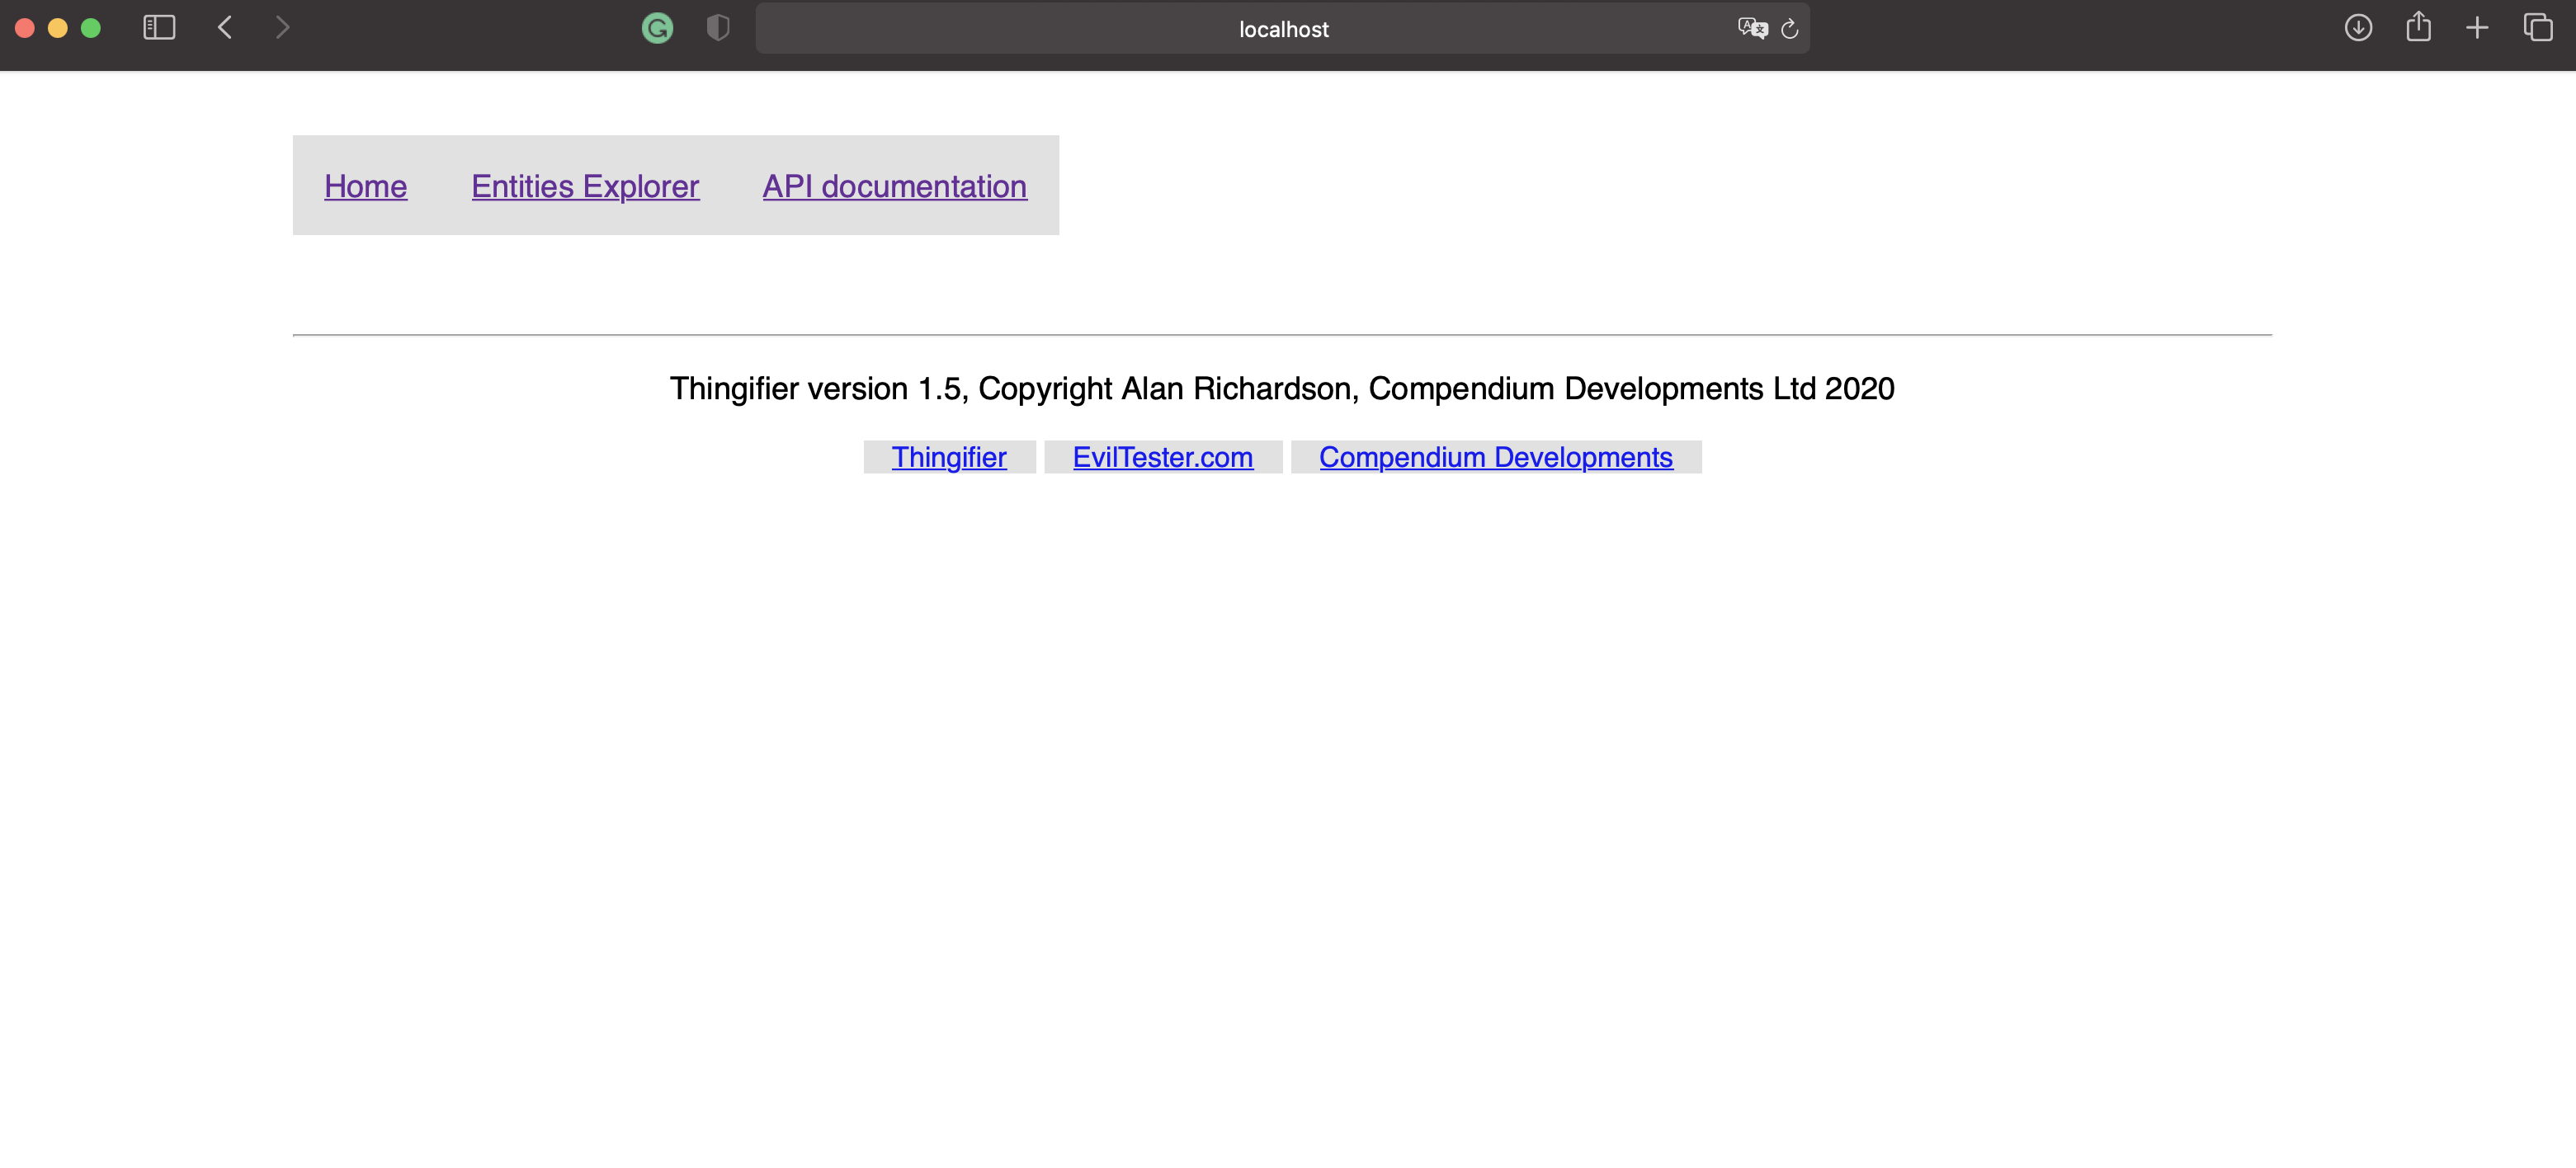 localhost
Home Entities Explorer API documentation
Thingifier version 1.5, Copyright Alan Richardson, Compendium Developments Ltd 2020
Thingifier EvilTester.com Compendium Developments